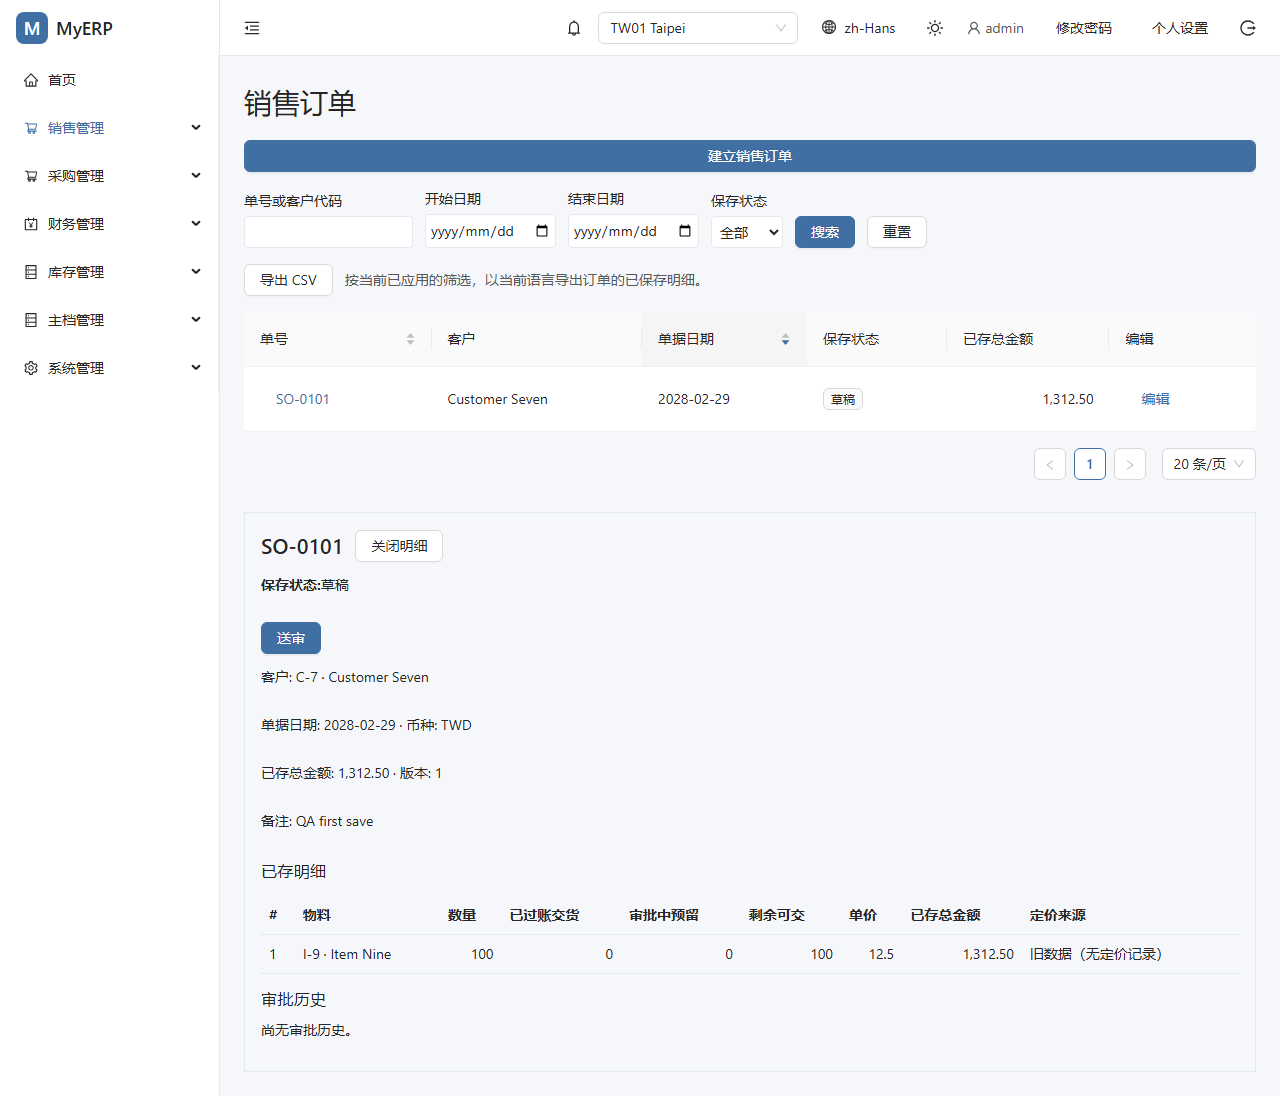 M MyERP
TW01 Taipei
zh-Hans
admin
修改密码
个人设置
首页
销售管理
采购管理
财务管理
库存管理
主档管理
系统管理
销售订单
建立销售订单
单号或客户代码
开始日期
结束日期
保存状态
yyyy/mm/dd
yyyy/mm/dd
全部
搜索
重置
导出 CSV
按当前已应用的筛选，以当前语言导出订单的已保存明细。
单号 客户 单据日期 保存状态 已存总金额 编辑
SO-0101 Customer Seven 2028-02-29 草稿 1,312.50 编辑
< 1 > 20 条/页
SO-0101 关闭明细
保存状态:草稿
送审
客户: C-7 · Customer Seven
单据日期: 2028-02-29 · 币种: TWD
已存总金额: 1,312.50 · 版本: 1
备注: QA first save
已存明细
# 物料 数量 已过账交货 审批中预留 剩余可交 单价 已存总金额 定价来源
1 I-9 · Item Nine 100 0 0 100 12.5 1,312.50 旧数据（无定价记录）
审批历史
尚无审批历史。